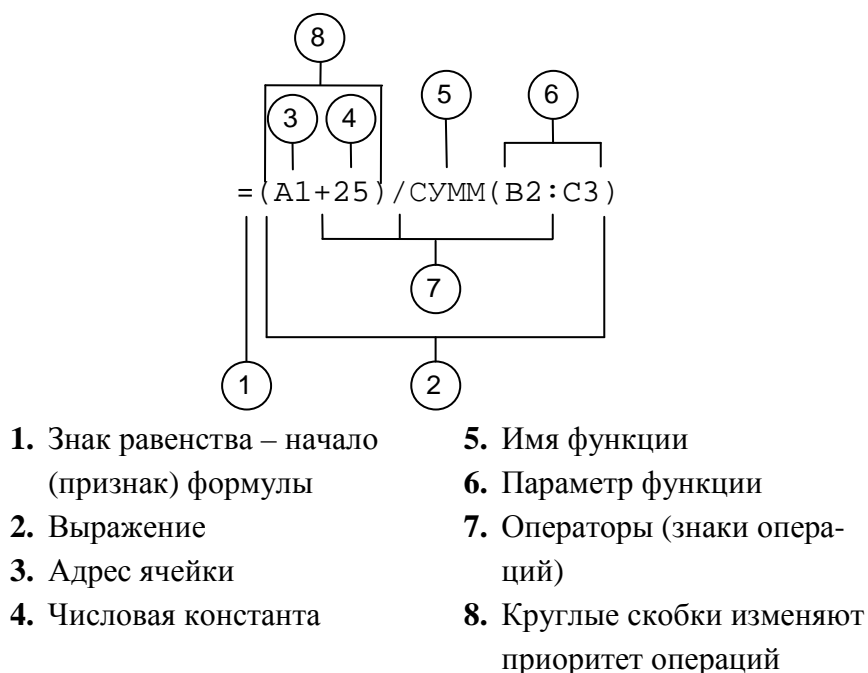 8
5
6
3
4
=(A1+25)/СУММ(B2:C3)
7
1
2
1. Знак равенства – начало
(признак) формулы
2. Выражение
3. Адрес ячейки
4. Числовая константа
5. Имя функции
6. Параметр функции
7. Операторы (знаки опера-
ций)
8. Круглые скобки изменяют
приоритет операций